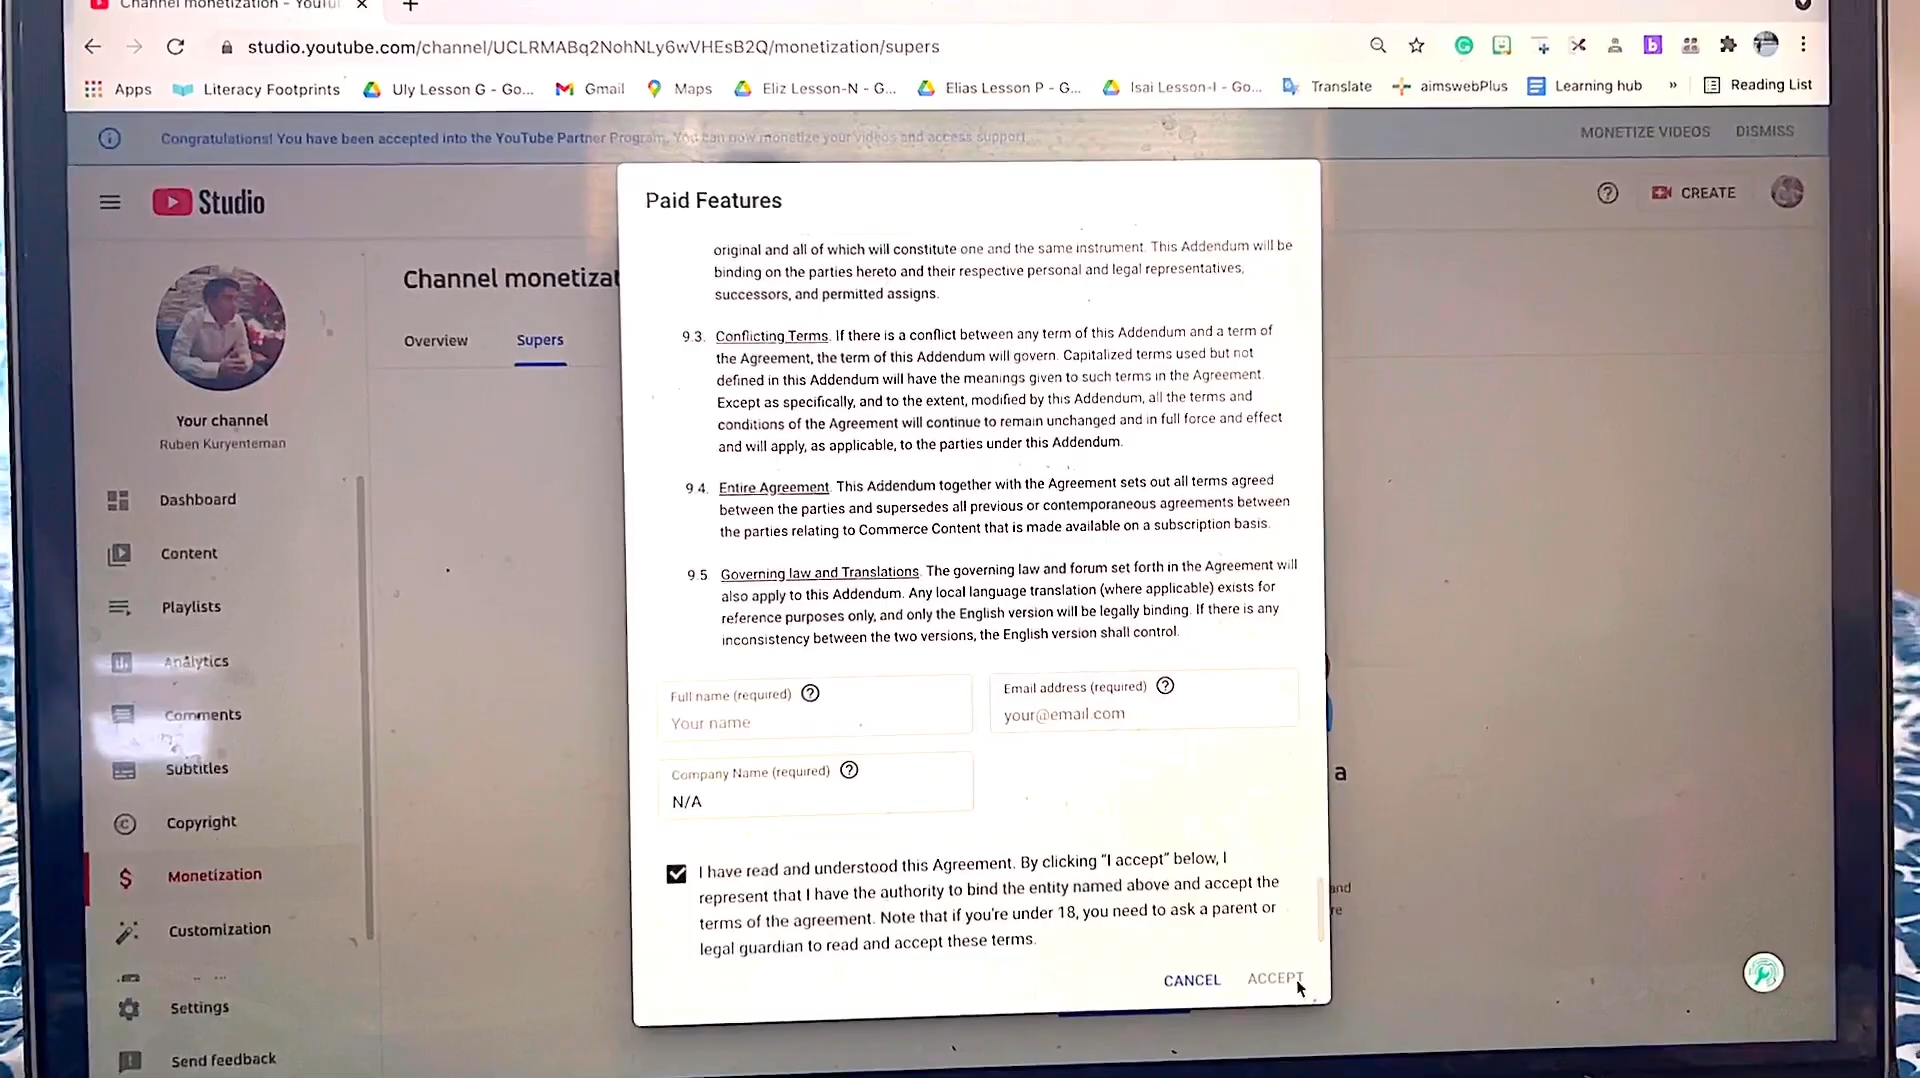 Channel monetization - YouTu
studio.youtube.com/channel/UCLRMABq2NohNLy6wVHEsB2Q/monetization/supers
Apps Literacy Footprints Uly Lesson G - Go... Gmail Maps Eliz Lesson-N - G... Elias Lesson P - G... Isai Lesson-I - Go... Translate aimswebPlus Learning hub » Reading List
Congratulations! You have been accepted into the YouTube Partner Program. You can now monetize your videos and access support.
MONETIZE VIDEOS DISMISS
Studio
CREATE
Channel monetizat
Overview Supers
Your channel
Ruben Kuryenteman
Dashboard
Content
Playlists
Analytics
Comments
Subtitles
Copyright
Monetization
Customization
Settings
Send feedback
Paid Features
original and all of which will constitute one and the same instrument. This Addendum will be
binding on the parties hereto and their respective personal and legal representatives,
successors, and permitted assigns.
9.3. Conflicting Terms. If there is a conflict between any term of this Addendum and a term of
the Agreement, the term of this Addendum will govern. Capitalized terms used but not
defined in this Addendum will have the meanings given to such terms in the Agreement.
Except as specifically, and to the extent, modified by this Addendum, all the terms and
conditions of the Agreement will continue to remain unchanged and in full force and effect
and will apply, as applicable, to the parties under this Addendum.
9.4. Entire Agreement. This Addendum together with the Agreement sets out all terms agreed
between the parties and supersedes all previous or contemporaneous agreements between
the parties relating to Commerce Content that is made available on a subscription basis.
9.5 Governing law and Translations. The governing law and forum set forth in the Agreement will
also apply to this Addendum. Any local language translation (where applicable) exists for
reference purposes only, and only the English version will be legally binding. If there is any
inconsistency between the two versions, the English version shall control.
Full name (required)
Your name
Email address (required)
your@email.com
Company Name (required)
N/A
I have read and understood this Agreement. By clicking "I accept" below, I
represent that I have the authority to bind the entity named above and accept the
terms of the agreement. Note that if you're under 18, you need to ask a parent or
legal guardian to read and accept these terms.
CANCEL ACCEPT
a
and
re